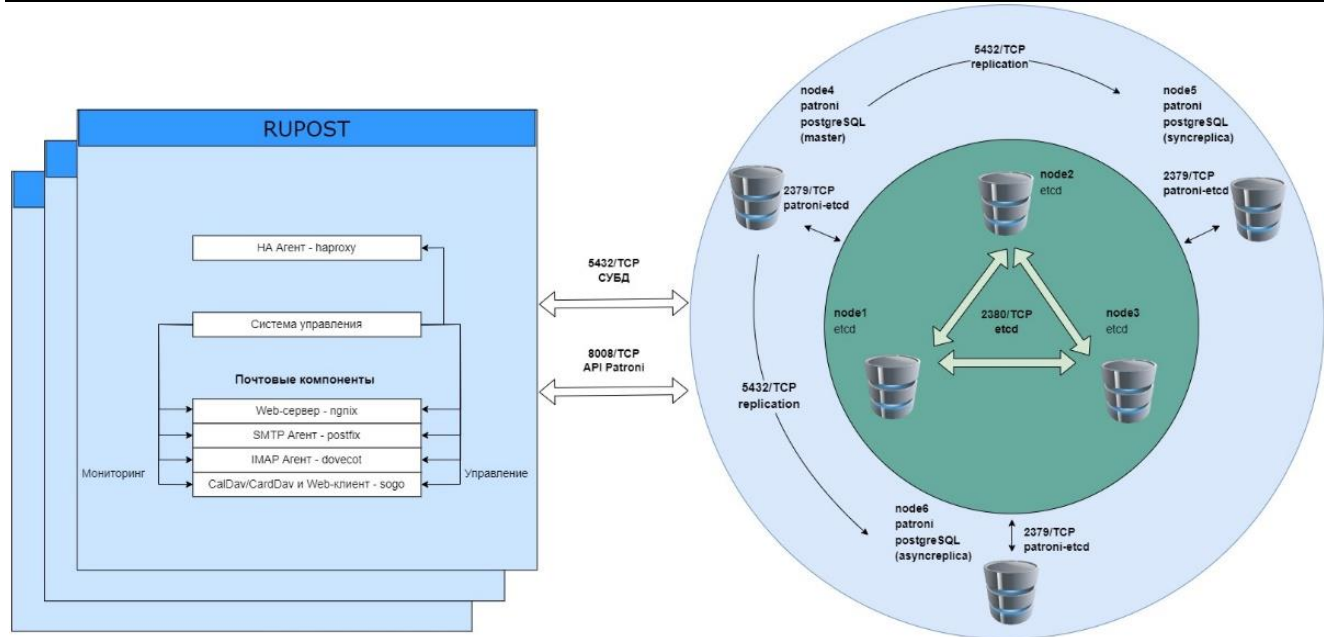 RUPOST
НА Агент - haproxy
Система управления
Почтовые компоненты
Web-сервер - ngnix
SMTP Агент - postfix
IMAP Агент - dovecot
CalDav/CardDav и Web-клиент - sogo
Мониторинг
Управление
5432/TCP
СУБД
8008/TCP
API Patroni
5432/TCP
replication
node4
patroni
postgreSQL
(master)
node5
patroni
postgreSQL
(syncreplica)
2379/TCP
patroni-etcd
node2
etcd
2379/TCP
patroni-etcd
node1
etcd
2380/TCP
etcd
node3
etcd
5432/TCP
replication
node6
patroni
postgreSQL
(asyncreplica)
2379/TCP
patroni-etcd